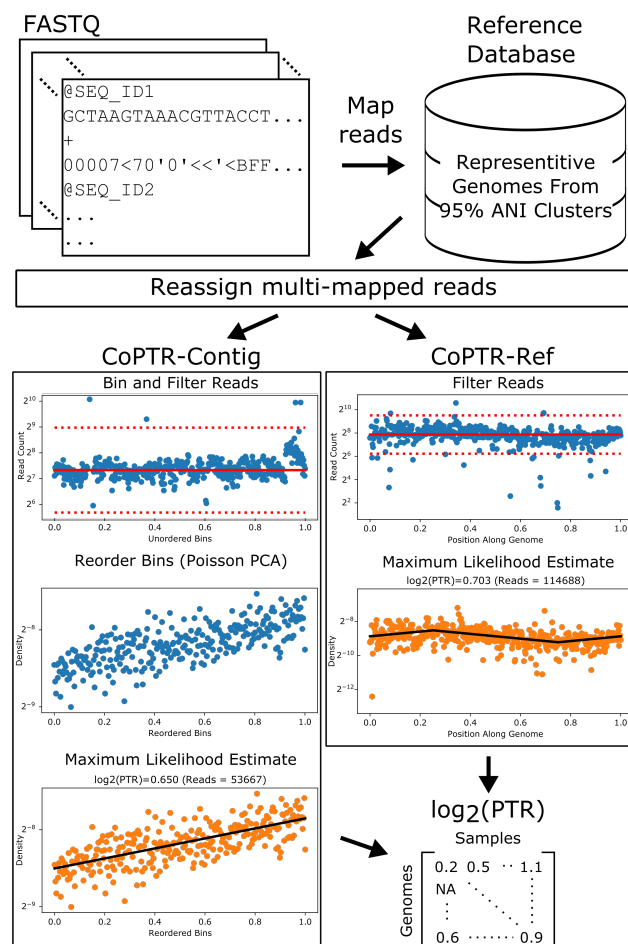 FASTQ
@SEQ_ID1
GCTAAGTAAACGTTACCT...
+
00007<70'0'<<'<BFF...
@SEQ_ID2
...
...
Map
reads
Reference
Database
Representitive
Genomes From
95% ANI Clusters
Reassign multi-mapped reads
CoPTR-Contig
Bin and Filter Reads
2^10
2^9
2^8
2^7
2^6
Read Count
0.0 0.2 0.4 0.6 0.8 1.0
Unordered Bins
Reorder Bins (Poisson PCA)
2^-8
2^-9
Density
0.0 0.2 0.4 0.6 0.8 1.0
Reordered Bins
Maximum Likelihood Estimate
log2(PTR)=0.650 (Reads = 53667)
2^-8
2^-9
Density
0.0 0.2 0.4 0.6 0.8 1.0
Reordered Bins
CoPTR-Ref
Filter Reads
2^10
2^8
2^6
2^4
2^2
Read Count
0.0 0.2 0.4 0.6 0.8 1.0
Position Along Genome
Maximum Likelihood Estimate
log2(PTR)=0.703 (Reads = 114688)
2^-8
2^-10
2^-12
Density
0.0 0.2 0.4 0.6 0.8 1.0
Position Along Genome
log2(PTR)
Samples
Genomes
0.2 0.5 ·· 1.1
NA
0.6 ······ 0.9